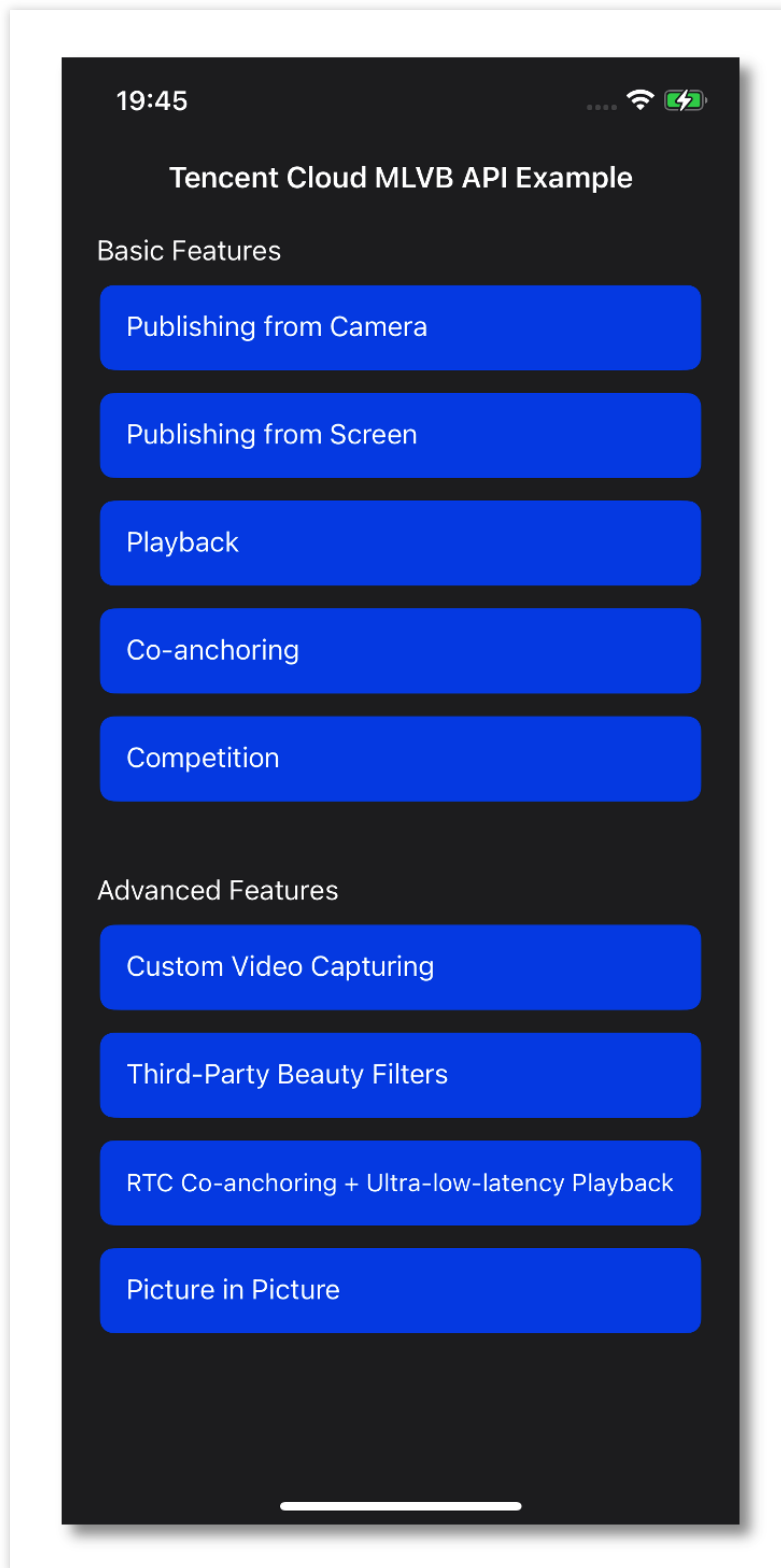 19:45
Tencent Cloud MLVB API Example
Basic Features
Publishing from Camera
Publishing from Screen
Playback
Co-anchoring
Competition
Advanced Features
Custom Video Capturing
Third-Party Beauty Filters
RTC Co-anchoring + Ultra-low-latency Playback
Picture in Picture